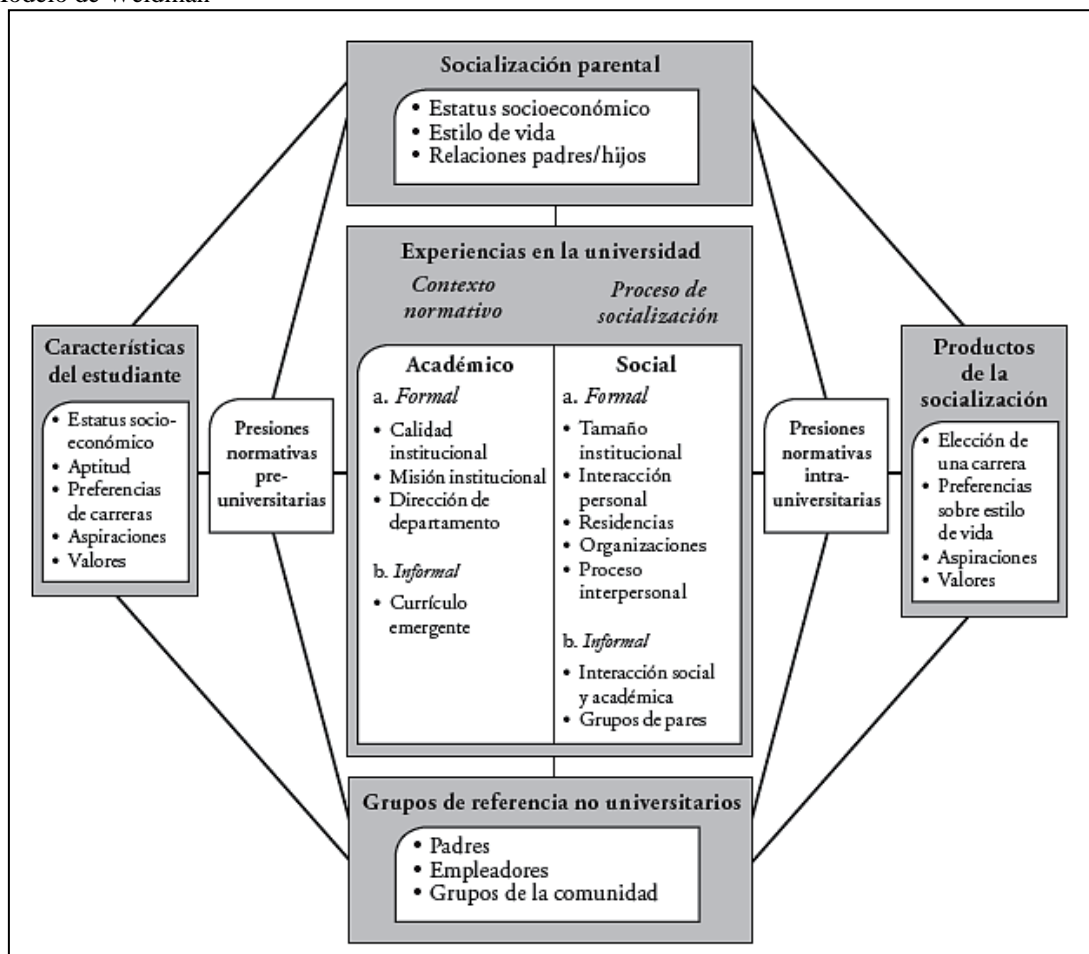 Modelo de Weidman
Socialización parental
• Estatus socioeconómico
• Estilo de vida
• Relaciones padres/hijos
Experiencias en la universidad
Contexto
normativo
Proceso de
socialización
Características
del estudiante
• Estatus socio-
económico
• Aptitud
• Preferencias
de carreras
• Aspiraciones
• Valores
Presiones
normativas
pre-
universitarias
Académico
a. Formal
• Calidad
institucional
• Misión institucional
• Dirección de
departamento
b. Informal
• Currículo
emergente
Social
a. Formal
• Tamaño
institucional
• Interacción
personal
• Residencias
• Organizaciones
• Proceso
interpersonal
b. Informal
• Interacción social
y académica
• Grupos de pares
Presiones
normativas
intra-
universitarias
Productos
de la
socialización
• Elección de
una carrera
• Preferencias
sobre estilo
de vida
• Aspiraciones
• Valores
Grupos de referencia no universitarios
• Padres
• Empleadores
• Grupos de la comunidad